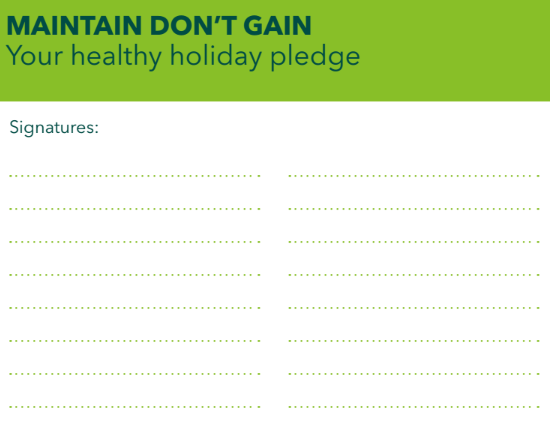 MAINTAIN DON'T GAIN
Your healthy holiday pledge
Signatures: